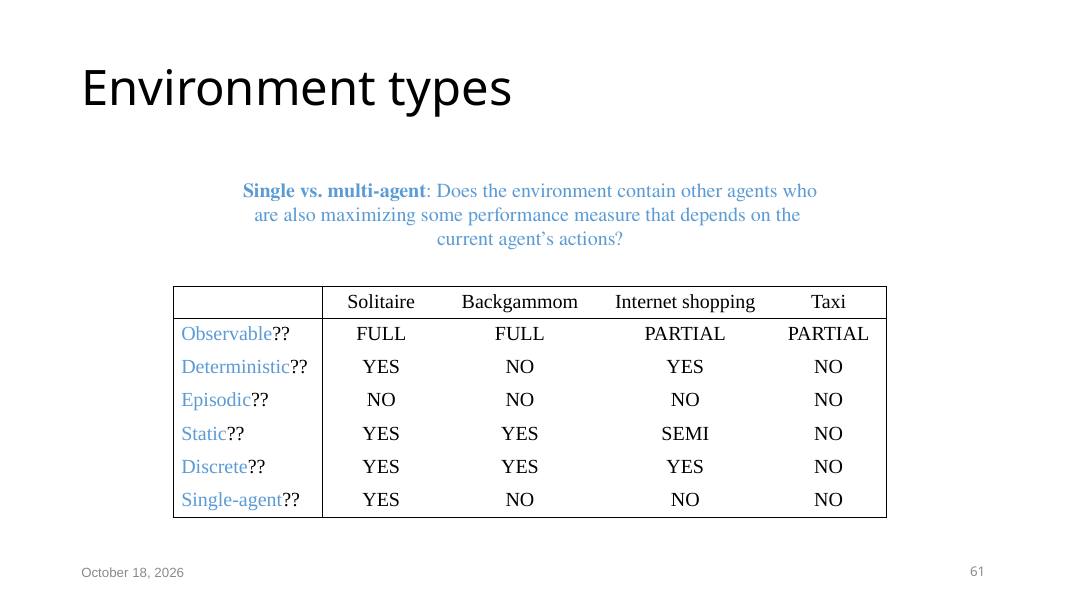 Environment types
Single vs. multi-agent: Does the environment contain other agents who
are also maximizing some performance measure that depends on the
current agent’s actions?
Solitaire Backgammom Internet shopping Taxi
Observable?? FULL FULL PARTIAL PARTIAL
Deterministic?? YES NO YES NO
Episodic?? NO NO NO NO
Static?? YES YES SEMI NO
Discrete?? YES YES YES NO
Single-agent?? YES NO NO NO
October 18, 2026 61